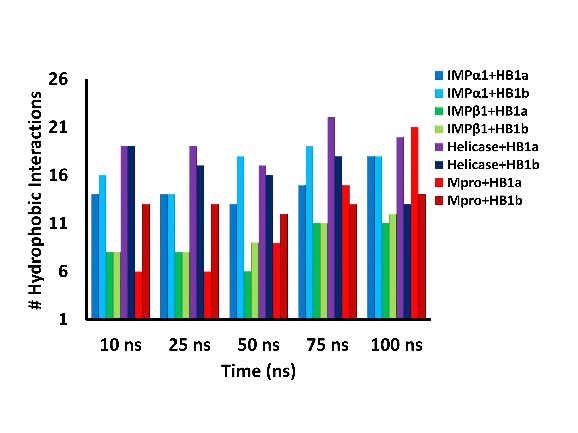 26
21
16
11
6
1
# Hydrophobic Interactions
10 ns 25 ns 50 ns 75 ns 100 ns
Time (ns)
IMPα1+HB1a
IMPα1+HB1b
IMPβ1+HB1a
IMPβ1+HB1b
Helicase+HB1a
Helicase+HB1b
Mpro+HB1a
Mpro+HB1b